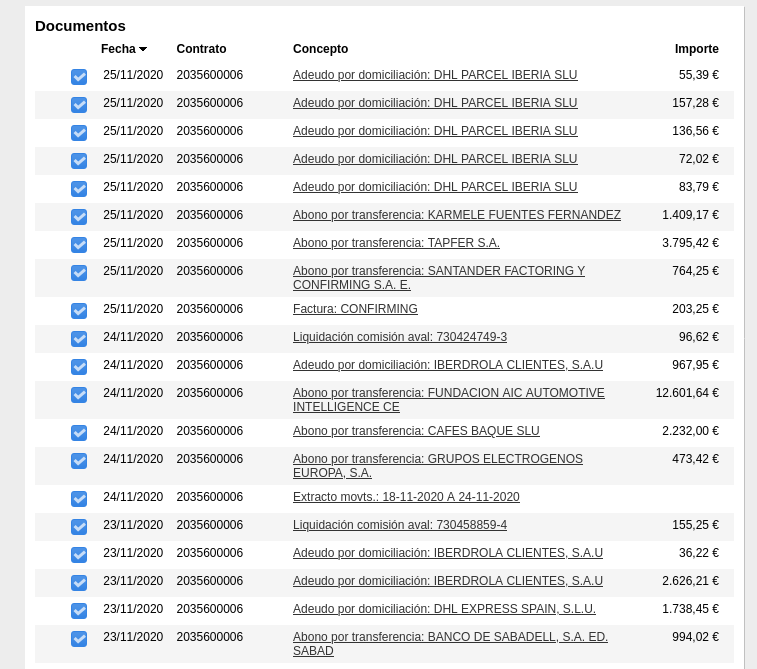 Documentos
Fecha Contrato Concepto Importe
25/11/2020 2035600006 Adeudo por domiciliación: DHL PARCEL IBERIA SLU 55,39 €
25/11/2020 2035600006 Adeudo por domiciliación: DHL PARCEL IBERIA SLU 157,28 €
25/11/2020 2035600006 Adeudo por domiciliación: DHL PARCEL IBERIA SLU 136,56 €
25/11/2020 2035600006 Adeudo por domiciliación: DHL PARCEL IBERIA SLU 72,02 €
25/11/2020 2035600006 Adeudo por domiciliación: DHL PARCEL IBERIA SLU 83,79 €
25/11/2020 2035600006 Abono por transferencia: KARMELE FUENTES FERNANDEZ 1.409,17 €
25/11/2020 2035600006 Abono por transferencia: TAPFER S.A. 3.795,42 €
25/11/2020 2035600006 Abono por transferencia: SANTANDER FACTORING Y 764,25 €
CONFIRMING S.A. E.
25/11/2020 2035600006 Factura: CONFIRMING 203,25 €
24/11/2020 2035600006 Liquidación comisión aval: 730424749-3 96,62 €
24/11/2020 2035600006 Adeudo por domiciliación: IBERDROLA CLIENTES, S.A.U 967,95 €
24/11/2020 2035600006 Abono por transferencia: FUNDACION AIC AUTOMOTIVE 12.601,64 €
INTELLIGENCE CE
24/11/2020 2035600006 Abono por transferencia: CAFES BAQUE SLU 2.232,00 €
24/11/2020 2035600006 Abono por transferencia: GRUPOS ELECTROGENOS 473,42 €
EUROPA, S.A.
24/11/2020 2035600006 Extracto movts.: 18-11-2020 A 24-11-2020
23/11/2020 2035600006 Liquidación comisión aval: 730458859-4 155,25 €
23/11/2020 2035600006 Adeudo por domiciliación: IBERDROLA CLIENTES, S.A.U 36,22 €
23/11/2020 2035600006 Adeudo por domiciliación: IBERDROLA CLIENTES, S.A.U 2.626,21 €
23/11/2020 2035600006 Adeudo por domiciliación: DHL EXPRESS SPAIN, S.L.U. 1.738,45 €
23/11/2020 2035600006 Abono por transferencia: BANCO DE SABADELL, S.A. ED. 994,02 €
SABAD